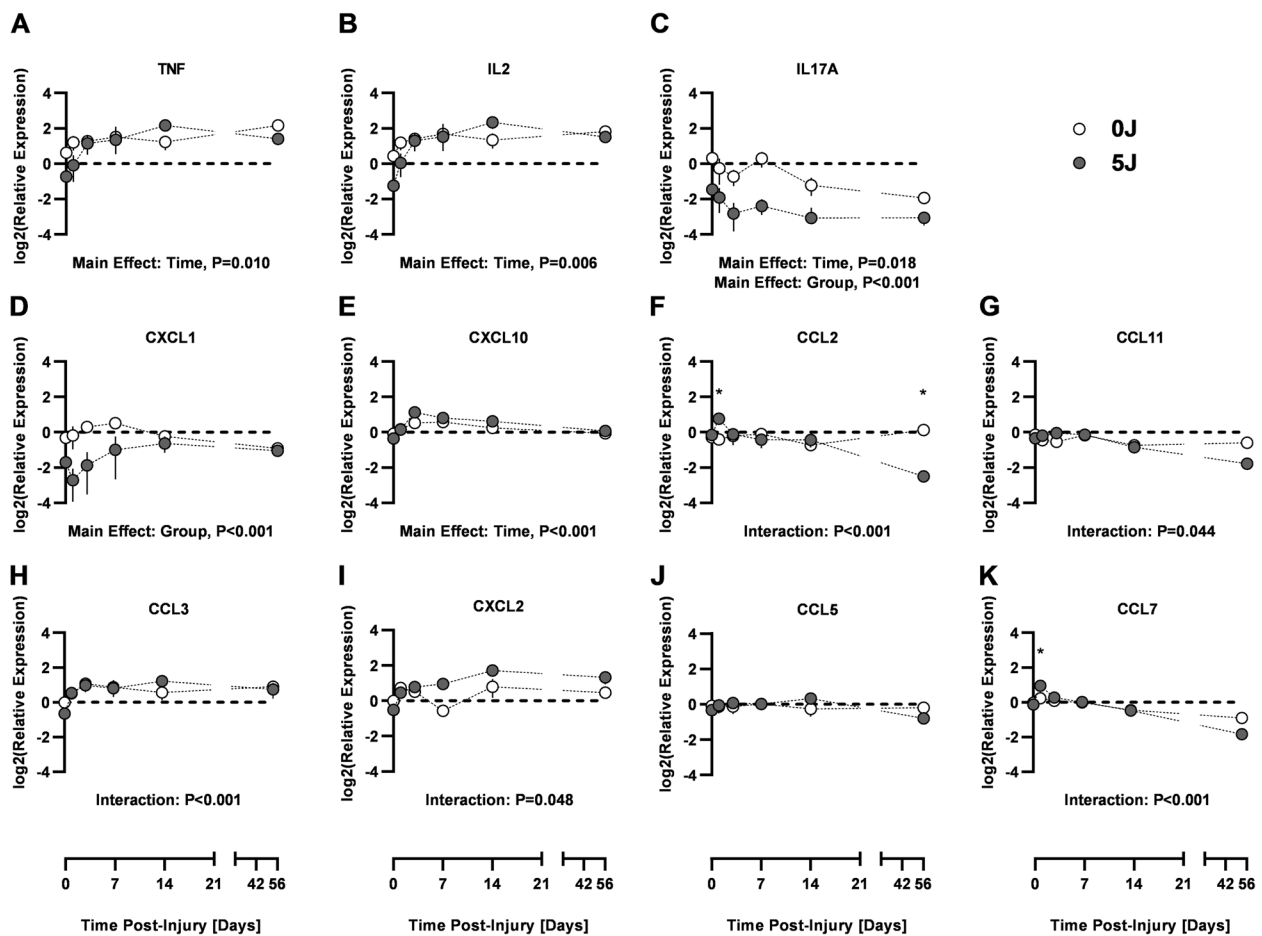 A
B
C
TNF
IL2
IL17A
log2(Relative Expression)
4
2
0
-2
-4
log2(Relative Expression)
4
2
0
-2
-4
log2(Relative Expression)
4
2
0
-2
-4
0J
5J
Main Effect: Time, P=0.010
Main Effect: Time, P=0.006
Main Effect: Time, P=0.018
Main Effect: Group, P<0.001
D
E
F
G
CXCL1
CXCL10
CCL2
CCL11
log2(Relative Expression)
4
2
0
-2
-4
log2(Relative Expression)
4
2
0
-2
-4
log2(Relative Expression)
4
2
0
-2
-4
* *
log2(Relative Expression)
4
2
0
-2
-4
Main Effect: Group, P<0.001
Main Effect: Time, P<0.001
Interaction: P<0.001
Interaction: P=0.044
H
I
J
K
CCL3
CXCL2
CCL5
CCL7
log2(Relative Expression)
4
2
0
-2
-4
log2(Relative Expression)
4
2
0
-2
-4
log2(Relative Expression)
4
2
0
-2
-4
log2(Relative Expression)
4
2
0
-2
-4
*
Interaction: P<0.001
Interaction: P=0.048
Interaction: P<0.001
0 7 14 21 42 56
0 7 14 21 42 56
0 7 14 21 42 56
0 7 14 21 42 56
Time Post-Injury [Days]
Time Post-Injury [Days]
Time Post-Injury [Days]
Time Post-Injury [Days]